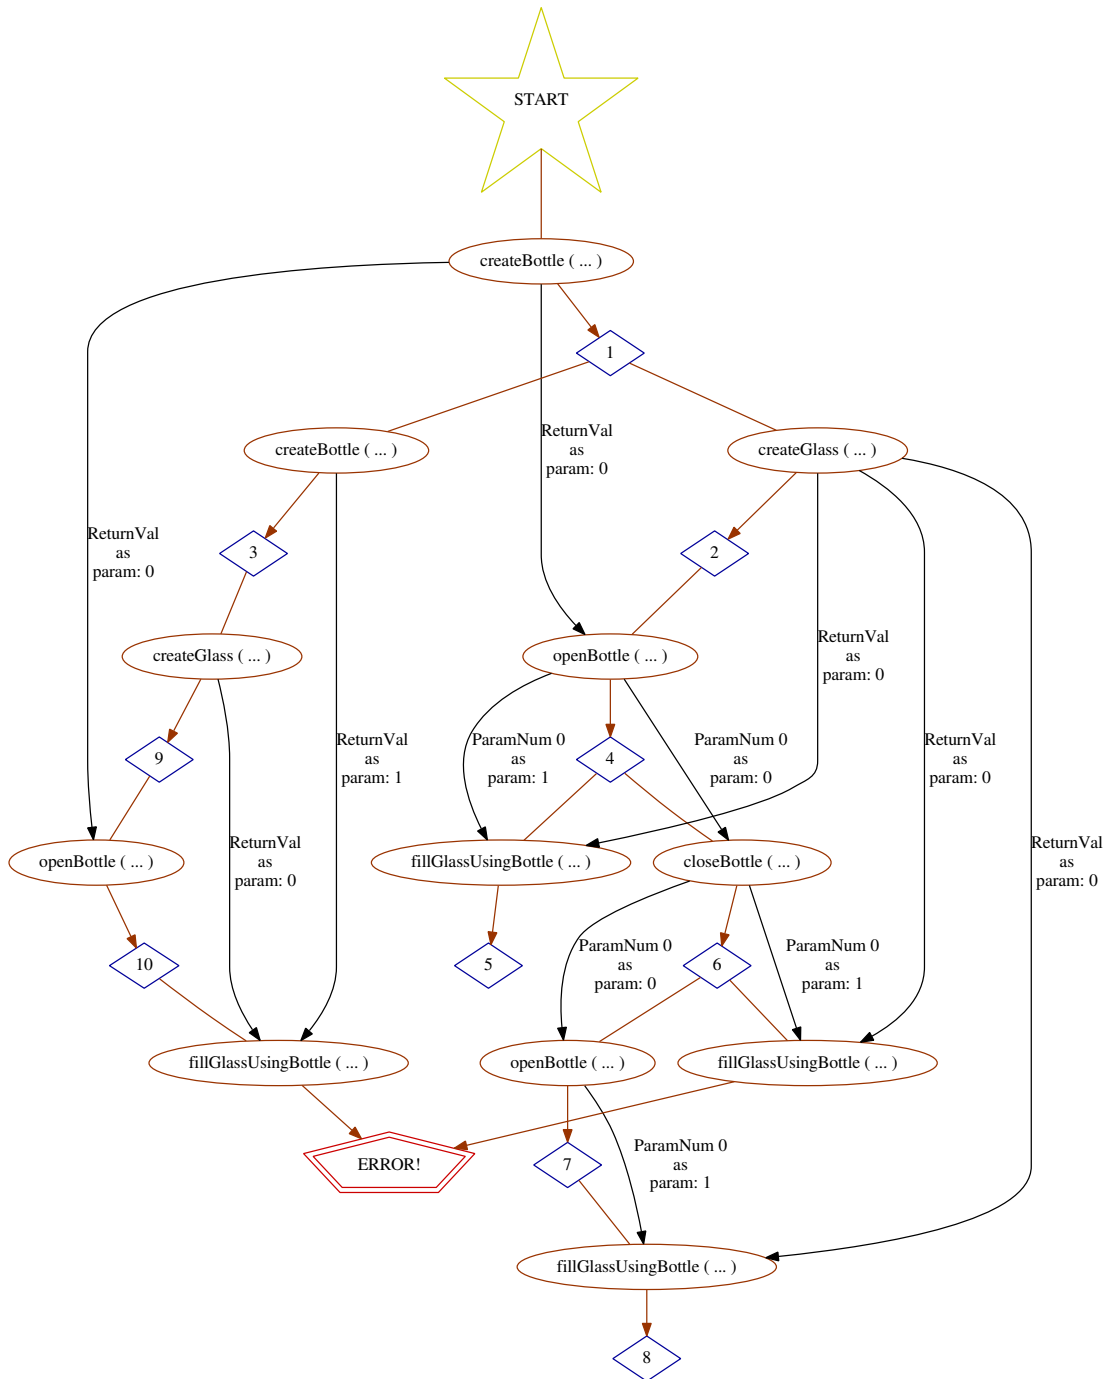 START
createBottle ( ... )
1
createBottle ( ... )
ReturnVal
as
param: 0
createGlass ( ... )
ReturnVal
as
param: 0
3
2
createGlass ( ... )
openBottle ( ... )
ReturnVal
as
param: 0
9
ReturnVal
as
param: 1
ParamNum 0
as
param: 1
4
ParamNum 0
as
param: 0
ReturnVal
as
param: 0
openBottle ( ... )
ReturnVal
as
param: 0
fillGlassUsingBottle ( ... )
closeBottle ( ... )
ReturnVal
as
param: 0
10
5
ParamNum 0
as
param: 0
6
ParamNum 0
as
param: 1
fillGlassUsingBottle ( ... )
openBottle ( ... )
fillGlassUsingBottle ( ... )
ERROR!
7
ParamNum 0
as
param: 1
fillGlassUsingBottle ( ... )
8